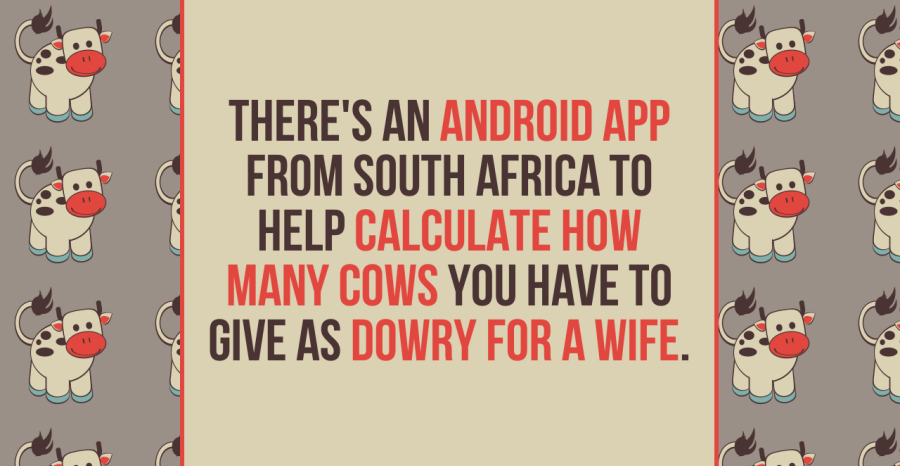 THERE'S AN ANDROID APP
FROM SOUTH AFRICA TO
HELP CALCULATE HOW
MANY COWS YOU HAVE TO
GIVE AS DOWRY FOR A WIFE.